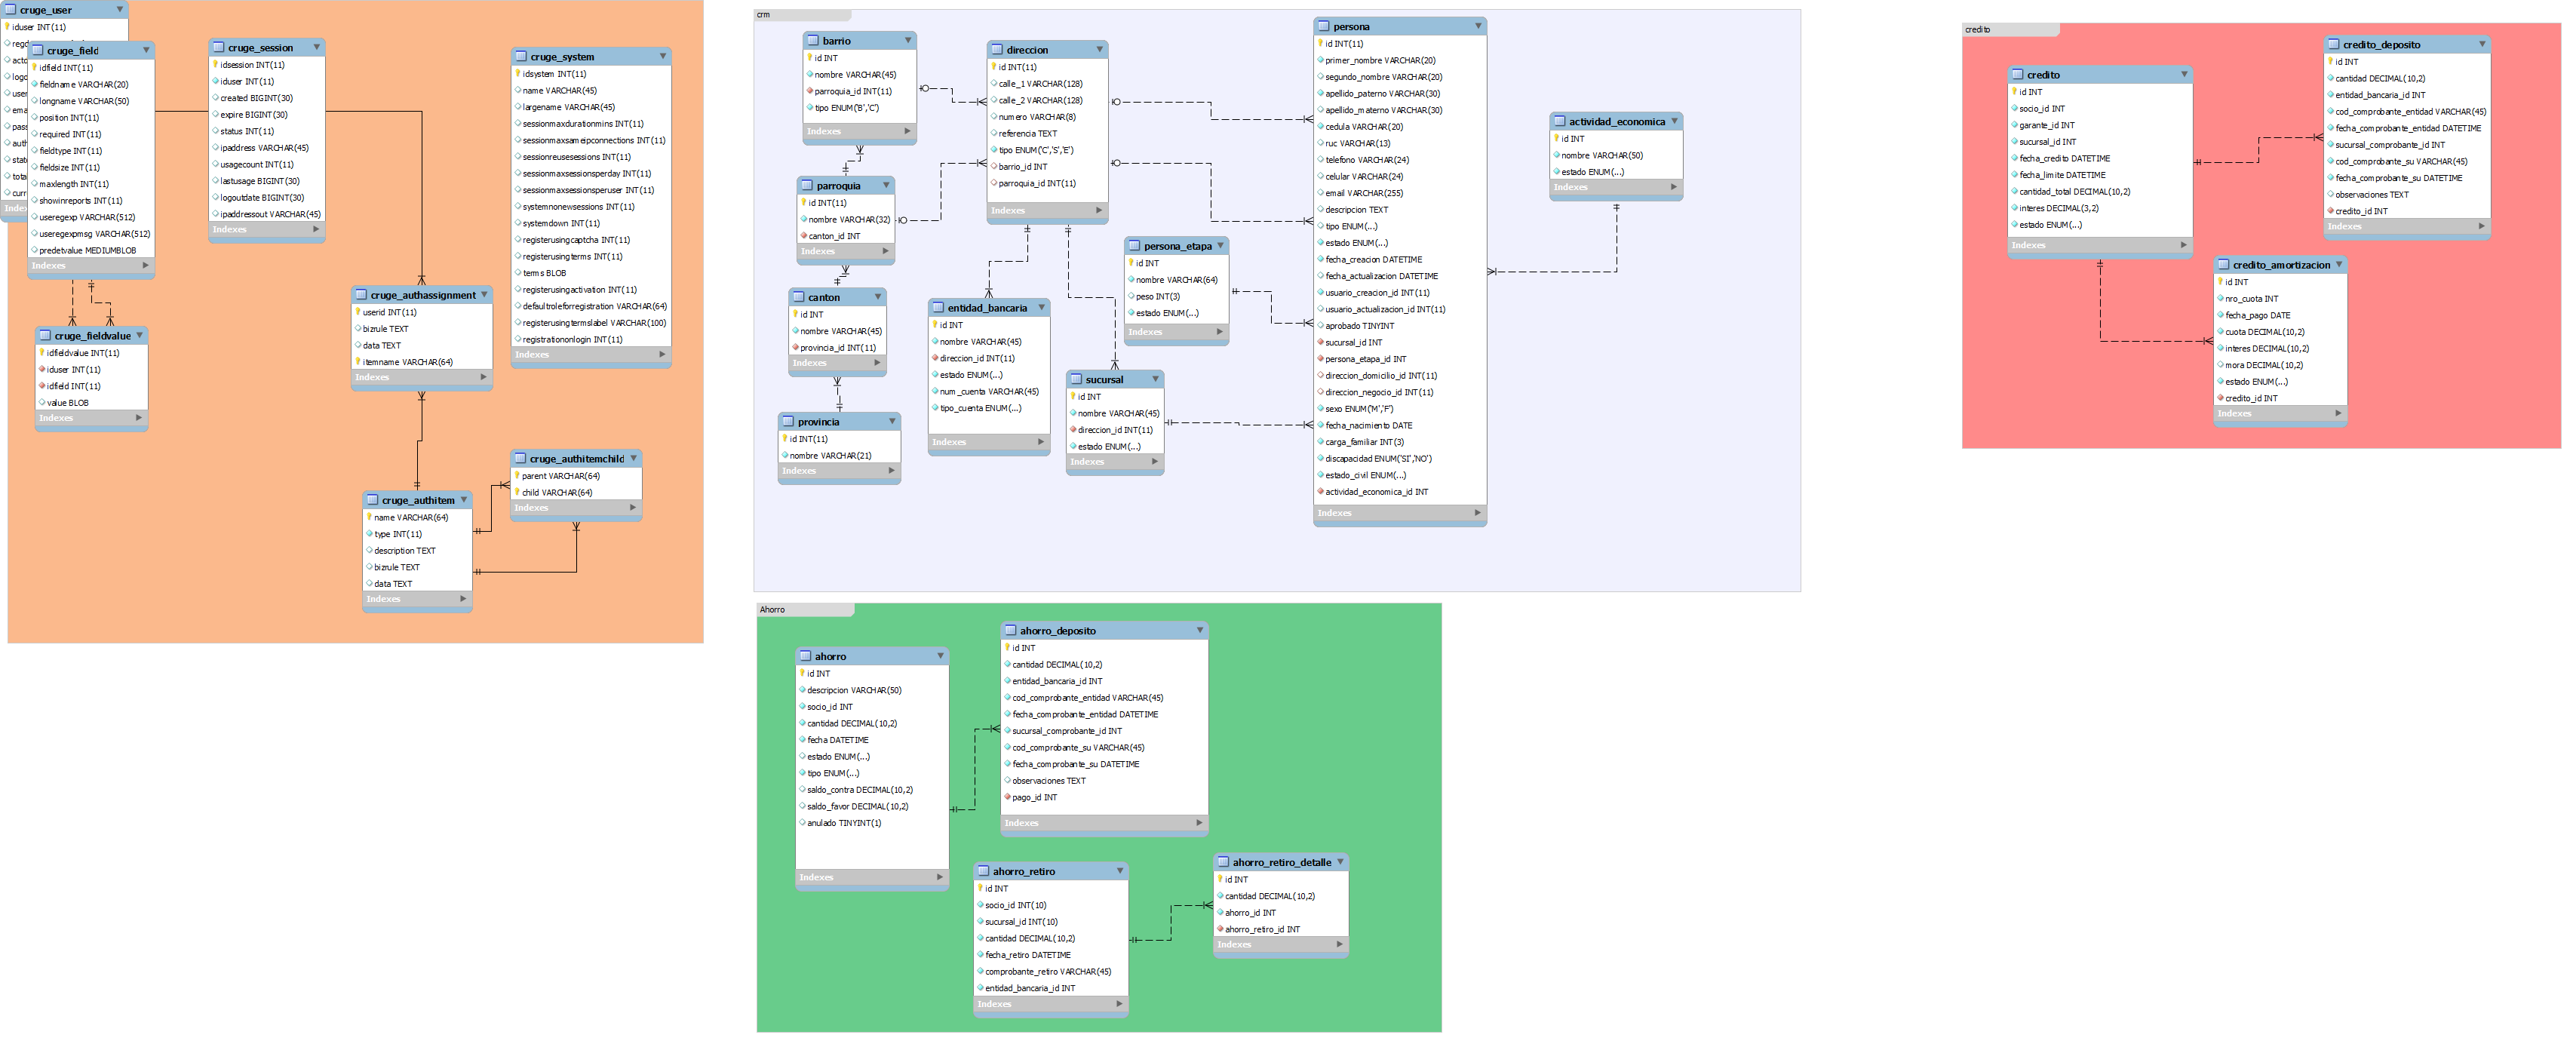 cruge_user
iduser INT(11)
cruge_field
idfield INT(11)
fieldname VARCHAR(20)
longname VARCHAR(50)
position INT(11)
required INT(11)
fieldtype INT(11)
fieldsize INT(11)
maxlength INT(11)
showinreports INT(11)
useregexp VARCHAR(512)
useregexpmsg VARCHAR(512)
predetvalue MEDIUMBLOB
Indexes
cruge_session
idsession INT(11)
iduser INT(11)
created BIGINT(30)
expire BIGINT(30)
status INT(11)
ipaddress VARCHAR(45)
usagecount INT(11)
lastusage BIGINT(30)
logoutdate BIGINT(30)
ipaddressout VARCHAR(45)
Indexes
cruge_system
idsystem INT(11)
name VARCHAR(45)
largename VARCHAR(45)
sessionmaxdurationmins INT(11)
sessionmaxsameipconnections INT(11)
sessionreusesessions INT(11)
sessionmaxsessionsperday INT(11)
sessionmaxsessionsperuser INT(11)
systemnonewsessions INT(11)
systemdown INT(11)
registerusingcaptcha INT(11)
registerusingterms INT(11)
terms BLOB
registerusingactivation INT(11)
defaultroleforregistration VARCHAR(64)
registerusingtermslabel VARCHAR(100)
registrationonlogin INT(11)
Indexes
cruge_authassignment
userid INT(11)
bizrule TEXT
data TEXT
itemname VARCHAR(64)
Indexes
cruge_fieldvalue
idfieldvalue INT(11)
iduser INT(11)
idfield INT(11)
value BLOB
Indexes
cruge_authitemchild
parent VARCHAR(64)
child VARCHAR(64)
Indexes
cruge_authitem
name VARCHAR(64)
type INT(11)
description TEXT
bizrule TEXT
data TEXT
Indexes
crm
barrio
id INT
nombre VARCHAR(45)
parroquia_id INT(11)
tipo ENUM('B','C')
Indexes
parroquia
id INT(11)
nombre VARCHAR(32)
canton_id INT
Indexes
canton
id INT
nombre VARCHAR(45)
provincia_id INT(11)
Indexes
provincia
id INT(11)
nombre VARCHAR(21)
Indexes
direccion
id INT(11)
calle_1 VARCHAR(128)
calle_2 VARCHAR(128)
numero VARCHAR(8)
referencia TEXT
tipo ENUM('C','S','E')
barrio_id INT
parroquia_id INT(11)
Indexes
entidad_bancaria
id INT
nombre VARCHAR(45)
direccion_id INT(11)
estado ENUM(...)
num_cuenta VARCHAR(45)
tipo_cuenta ENUM(...)
Indexes
persona_etapa
id INT
nombre VARCHAR(64)
peso INT(3)
estado ENUM(...)
Indexes
sucursal
id INT
nombre VARCHAR(45)
direccion_id INT(11)
estado ENUM(...)
Indexes
persona
id INT(11)
primer_nombre VARCHAR(20)
segundo_nombre VARCHAR(20)
apellido_paterno VARCHAR(30)
apellido_materno VARCHAR(30)
cedula VARCHAR(20)
ruc VARCHAR(13)
telefono VARCHAR(24)
celular VARCHAR(24)
email VARCHAR(255)
descripcion TEXT
tipo ENUM(...)
estado ENUM(...)
fecha_creacion DATETIME
fecha_actualizacion DATETIME
usuario_creacion_id INT(11)
usuario_actualizacion_id INT(11)
aprobado TINYINT
sucursal_id INT
persona_etapa_id INT
direccion_domicilio_id INT(11)
direccion_negocio_id INT(11)
sexo ENUM('M','F')
fecha_nacimiento DATE
carga_familiar INT(3)
discapacidad ENUM('SI','NO')
estado_civil ENUM(...)
actividad_economica_id INT
Indexes
actividad_economica
id INT
nombre VARCHAR(50)
estado ENUM(...)
Indexes
credito
credito
id INT
socio_id INT
garante_id INT
sucursal_id INT
fecha_credito DATETIME
fecha_limite DATETIME
cantidad_total DECIMAL(10,2)
interes DECIMAL(3,2)
estado ENUM(...)
Indexes
credito_deposito
id INT
cantidad DECIMAL(10,2)
entidad_bancaria_id INT
cod_comprobante_entidad VARCHAR(45)
fecha_comprobante_entidad DATETIME
sucursal_comprobante_id INT
cod_comprobante_su VARCHAR(45)
fecha_comprobante_su DATETIME
observaciones TEXT
credito_id INT
Indexes
credito_amortizacion
id INT
nro_cuota INT
fecha_pago DATE
cuota DECIMAL(10,2)
interes DECIMAL(10,2)
mora DECIMAL(10,2)
estado ENUM(...)
credito_id INT
Indexes
Ahorro
ahorro
id INT
descripcion VARCHAR(50)
socio_id INT
cantidad DECIMAL(10,2)
fecha DATETIME
estado ENUM(...)
tipo ENUM(...)
saldo_contra DECIMAL(10,2)
saldo_favor DECIMAL(10,2)
anulado TINYINT(1)
Indexes
ahorro_deposito
id INT
cantidad DECIMAL(10,2)
entidad_bancaria_id INT
cod_comprobante_entidad VARCHAR(45)
fecha_comprobante_entidad DATETIME
sucursal_comprobante_id INT
cod_comprobante_su VARCHAR(45)
fecha_comprobante_su DATETIME
observaciones TEXT
pago_id INT
Indexes
ahorro_retiro
id INT
socio_id INT(10)
sucursal_id INT(10)
cantidad DECIMAL(10,2)
fecha_retiro DATETIME
comprobante_retiro VARCHAR(45)
entidad_bancaria_id INT
Indexes
ahorro_retiro_detalle
id INT
cantidad DECIMAL(10,2)
ahorro_id INT
ahorro_retiro_id INT
Indexes